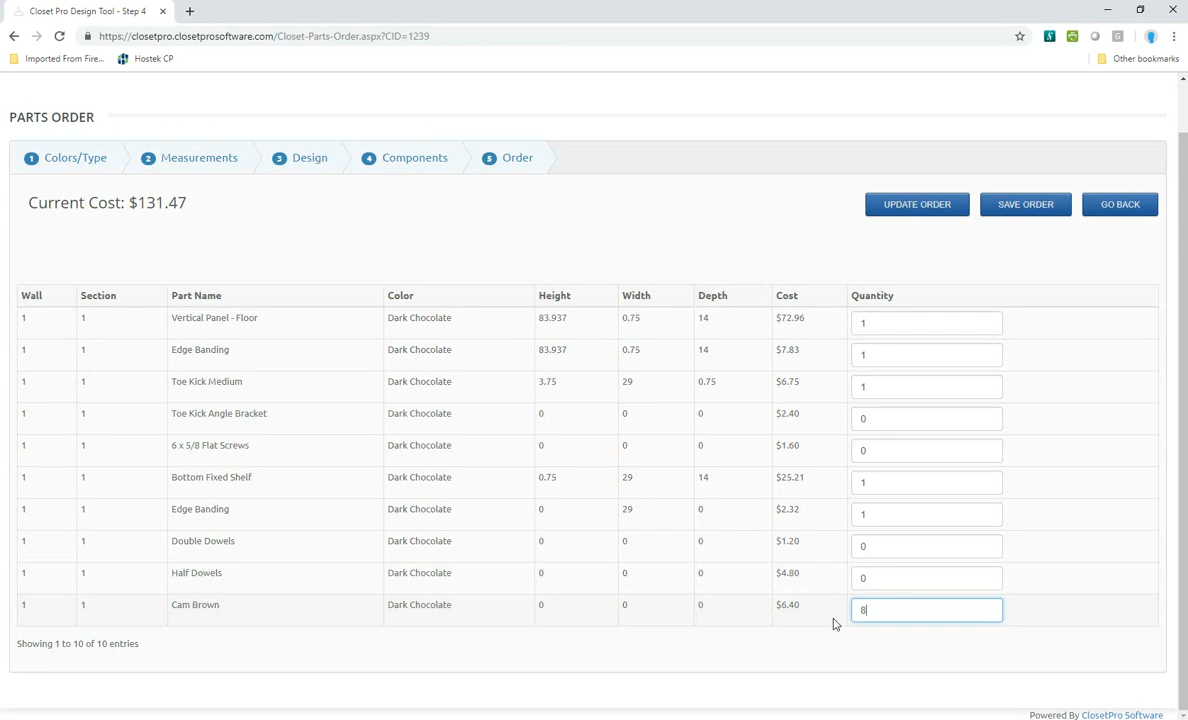 Closet Pro Design Tool - Step 4
https://closetpro.closetprosoftware.com/Closet-Parts-Order.aspx?CID=1239
Imported From Fire... Hostek CP Other bookmarks
PARTS ORDER
1 Colors/Type 2 Measurements 3 Design 4 Components 5 Order
Current Cost: $131.47 UPDATE ORDER SAVE ORDER GO BACK
Wall Section Part Name Color Height Width Depth Cost Quantity
1 1 Vertical Panel - Floor Dark Chocolate 83.937 0.75 14 $72.96 1
1 1 Edge Banding Dark Chocolate 83.937 0.75 14 $7.83 1
1 1 Toe Kick Medium Dark Chocolate 3.75 29 0.75 $6.75 1
1 1 Toe Kick Angle Bracket Dark Chocolate 0 0 0 $2.40 0
1 1 6 x 5/8 Flat Screws Dark Chocolate 0 0 0 $1.60 0
1 1 Bottom Fixed Shelf Dark Chocolate 0.75 29 14 $25.21 1
1 1 Edge Banding Dark Chocolate 0 29 0 $2.32 1
1 1 Double Dowels Dark Chocolate 0 0 0 $1.20 0
1 1 Half Dowels Dark Chocolate 0 0 0 $4.80 0
1 1 Cam Brown Dark Chocolate 0 0 0 $6.40 8
Showing 1 to 10 of 10 entries
Powered By ClosetPro Software